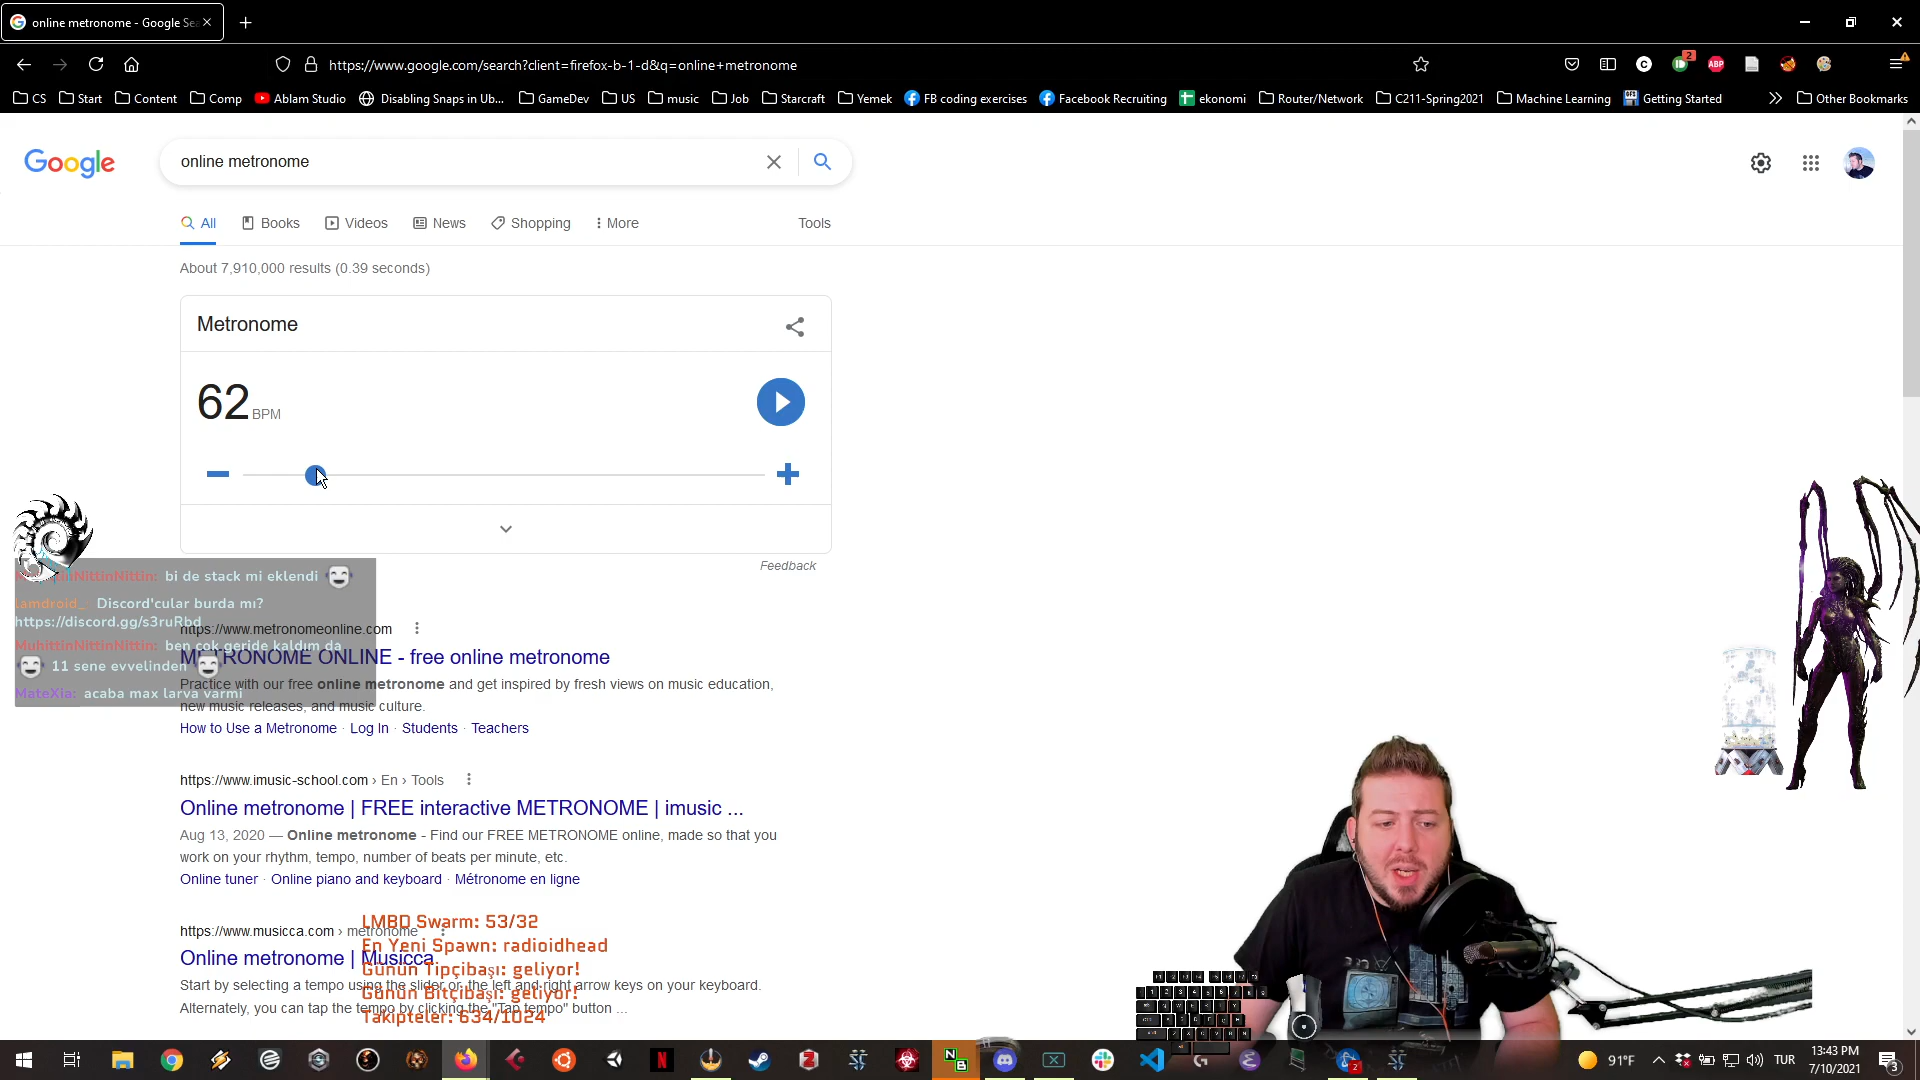 online metronome - Google Sea
https://www.google.com/search?client=firefox-b-1-d&q=online+metronome
CS Start Content Comp Ablam Studio Disabling Snaps in Ub... GameDev US music Job Starcraft Yemek FB coding exercises Facebook Recruiting ekonomi Router/Network C211-Spring2021 Machine Learning Getting Started Other Bookmarks
Google
online metronome
All Books Videos News Shopping More Tools
About 7,910,000 results (0.39 seconds)
Metronome
62 BPM
Feedback
MuhittinNittinNittin: bi de stack mi eklendi
lamdroid_: Discord'cular burda mı?
https://discord.gg/s3ruRbd
MuhittinNittinNittin: ben cok geride kaldım da
11 sene evvelinden
MateXia: acaba max larva varmi
https://www.metronomeonline.com
METRONOME ONLINE - free online metronome
Practice with our free online metronome and get inspired by fresh views on music education,
new music releases, and music culture.
How to Use a Metronome · Log In · Students · Teachers
https://www.imusic-school.com › En › Tools
Online metronome | FREE interactive METRONOME | imusic ...
Aug 13, 2020 — Online metronome - Find our FREE METRONOME online, made so that you
work on your rhythm, tempo, number of beats per minute, etc.
Online tuner · Online piano and keyboard · Métronome en ligne
https://www.musicca.com › metronome
Online metronome | Musicca
Start by selecting a tempo using the slider or the left and right arrow keys on your keyboard.
Alternately, you can tap the tempo by clicking the "Tap tempo" button ...
LMBD Swarm: 53/32
En Yeni Spawn: radioidhead
Günün Tipçibaşı: geliyor!
Günün Bitçibaşı: geliyor!
Takipteler: 634/1024
91°F TUR 13:43 PM
7/10/2021